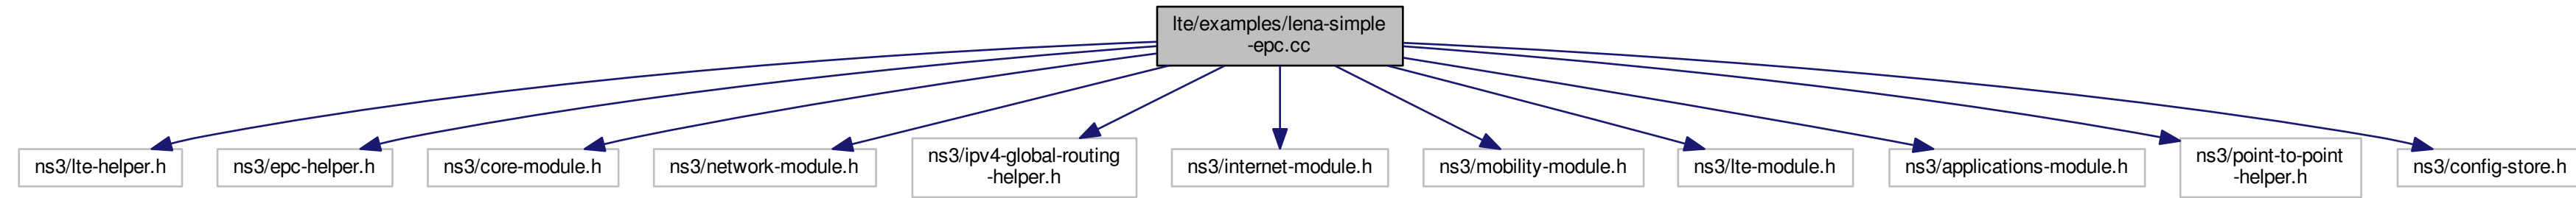 lte/examples/lena-simple
-epc.cc
ns3/lte-helper.h
ns3/epc-helper.h
ns3/core-module.h
ns3/network-module.h
ns3/ipv4-global-routing
-helper.h
ns3/internet-module.h
ns3/mobility-module.h
ns3/lte-module.h
ns3/applications-module.h
ns3/point-to-point
-helper.h
ns3/config-store.h